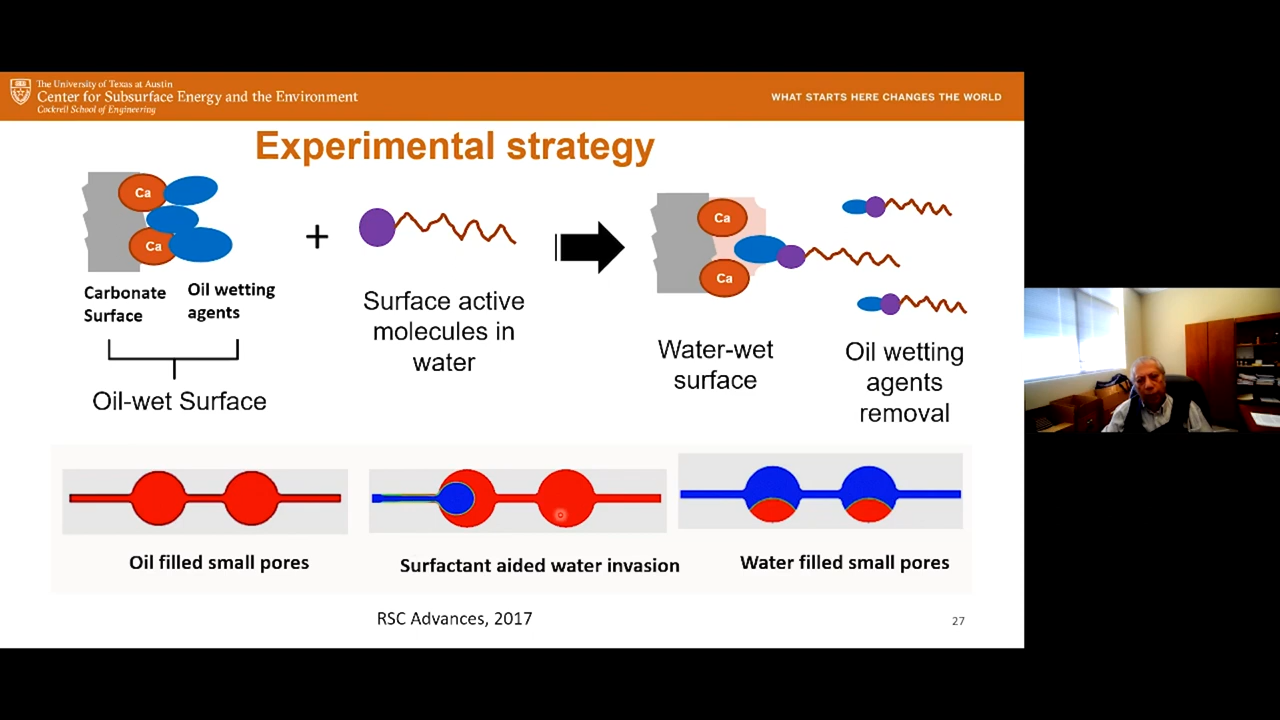 The University of Texas at Austin
Center for Subsurface Energy and the Environment
Cockrell School of Engineering
WHAT STARTS HERE CHANGES THE WORLD
Experimental strategy
Ca
Ca
Carbonate
Surface
Oil wetting
agents
Oil-wet Surface
+
Surface active
molecules in
water
Ca
Ca
Water-wet
surface
Oil wetting
agents
removal
Oil filled small pores
Surfactant aided water invasion
Water filled small pores
RSC Advances, 2017
27